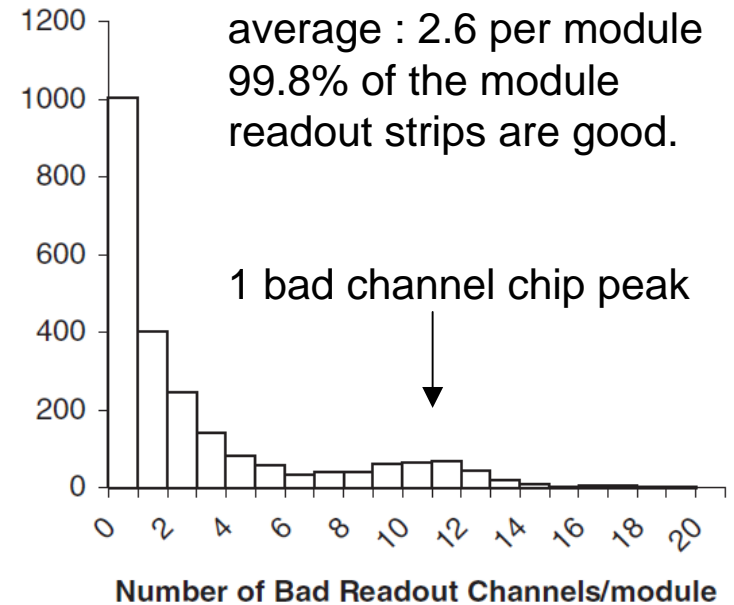 average : 2.6 per module
99.8% of the module
readout strips are good.
1 bad channel chip peak
1200
1000
800
600
400
200
0
0 2 4 6 8 10 12 14 16 18 20
Number of Bad Readout Channels/module